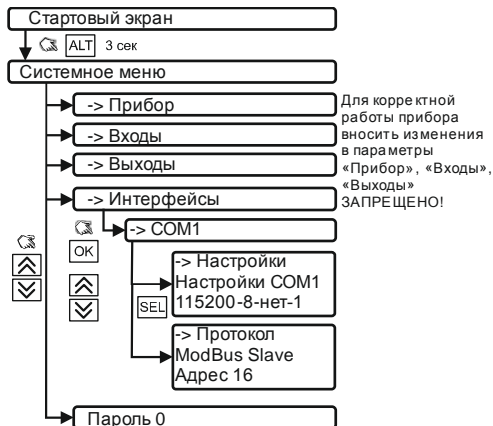 Стартовый экран
ALT 3 сек
Системное меню
-> Прибор
-> Входы
-> Выходы
-> Интерфейсы
Для корректной
работы прибора
вносить изменения
в параметры
«Прибор», «Входы»,
«Выходы»
ЗАПРЕЩЕНО!
-> COM1
OK
-> Настройки
Настройки COM1
115200-8-нет-1
SEL
-> Протокол
ModBus Slave
Адрес 16
Пароль 0